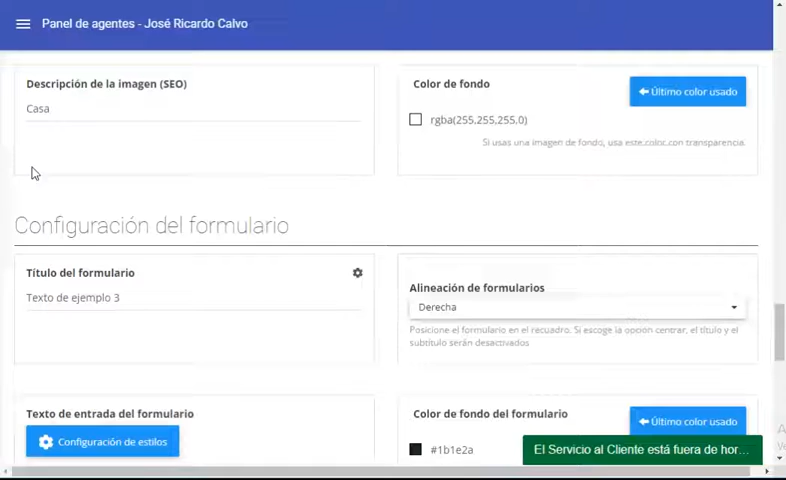 Panel de agentes - José Ricardo Calvo
Descripción de la imagen (SEO)
Casa
Color de fondo
Último color usado
rgba(255,255,255,0)
Si usas una imagen de fondo, usa este color con transparencia.
Configuración del formulario
Título del formulario
Texto de ejemplo 3
Alineación de formularios
Derecha
Posicione el formulario en el recuadro. Si escoge la opción centrar, el título y el
subtítulo serán desactivados
Texto de entrada del formulario
Configuración de estilos
Color de fondo del formulario
Último color usado
#1b1e2a
El Servicio al Cliente está fuera de hor...